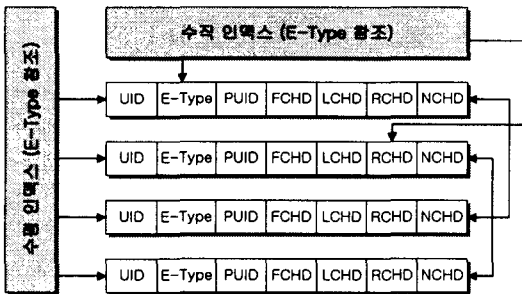 수직 인덱스 (E-Type 참조)
수평 인덱스 (E-Type 참조)
UID E-Type PUID FCHD LCHD RCHD NCHD
UID E-Type PUID FCHD LCHD RCHD NCHD
UID E-Type PUID FCHD LCHD RCHD NCHD
UID E-Type PUID FCHD LCHD RCHD NCHD